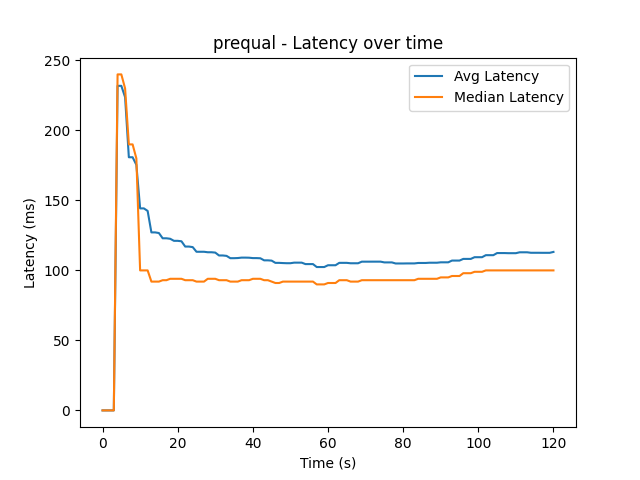 prequal - Latency over time
Avg Latency
Median Latency
Latency (ms)
250
200
150
100
50
0
0 20 40 60 80 100 120
Time (s)